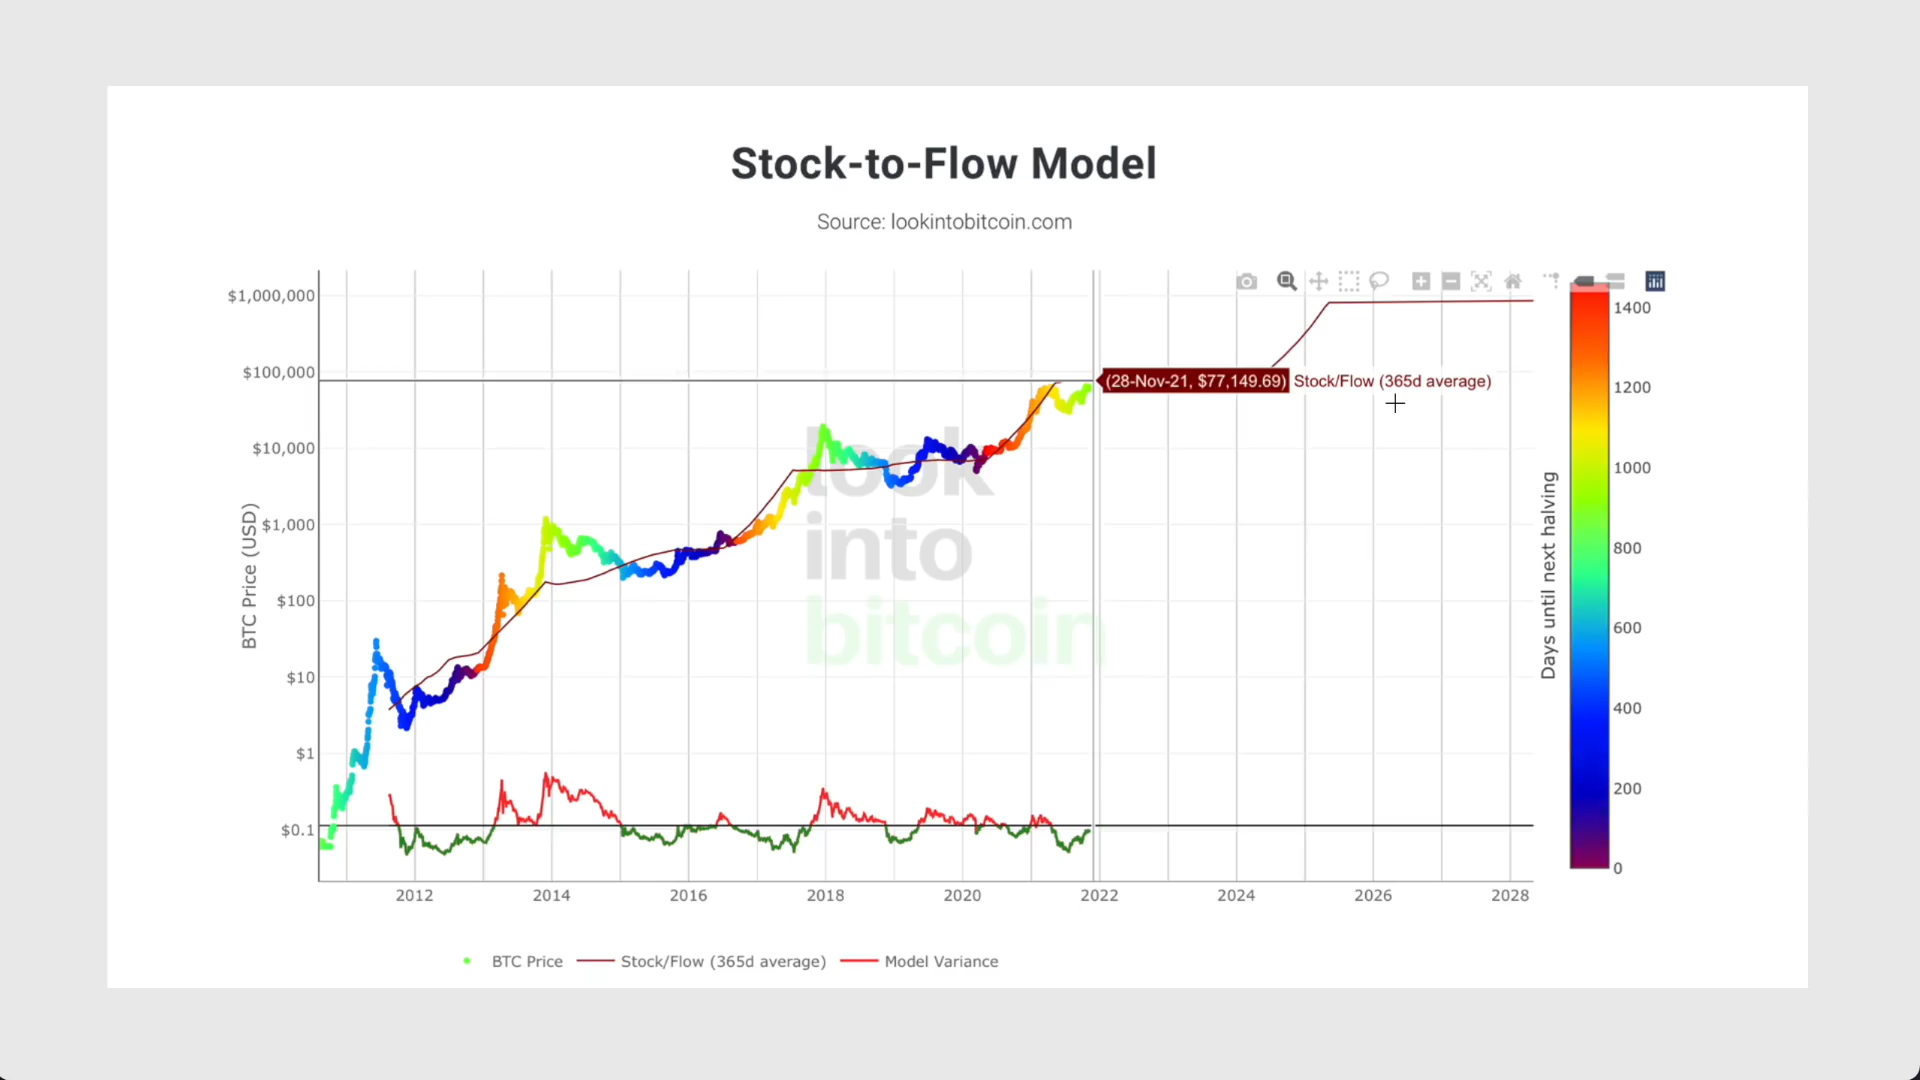 Stock-to-Flow Model
Source: lookintobitcoin.com
$1,000,000
$100,000
$10,000
$1,000
$100
$10
$1
$0.1
BTC Price (USD)
look
into
bitcoin
(28-Nov-21, $77,149.69) Stock/Flow (365d average)
2012 2014 2016 2018 2020 2022 2024 2026 2028
Days until next halving
1400
1200
1000
800
600
400
200
0
BTC Price Stock/Flow (365d average) Model Variance